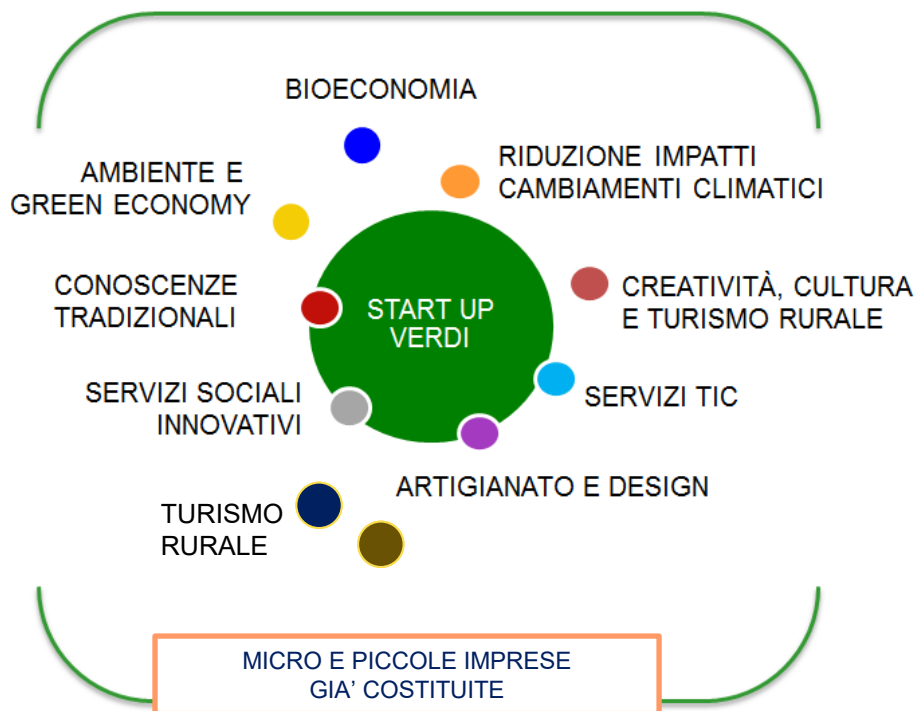 BIOECONOMIA
RIDUZIONE IMPATTI
CAMBIAMENTI CLIMATICI
AMBIENTE E
GREEN ECONOMY
CONOSCENZE
TRADIZIONALI
START UP
VERDI
CREATIVITÀ, CULTURA
E TURISMO RURALE
SERVIZI SOCIALI
INNOVATIVI
SERVIZI TIC
ARTIGIANATO E DESIGN
TURISMO
RURALE
MICRO E PICCOLE IMPRESE
GIA’ COSTITUITE